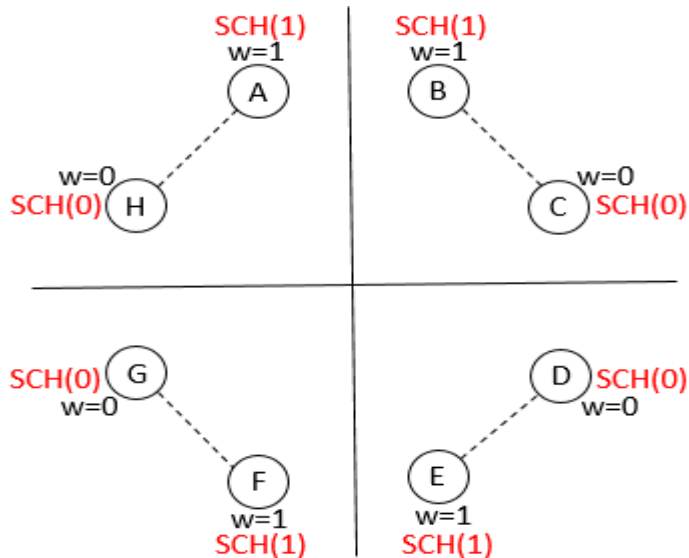 SCH(1) SCH(1)
w=1 w=1
A B
w=0 w=0
SCH(0) H C SCH(0)
SCH(0) G D SCH(0)
w=0 w=0
F E
w=1 w=1
SCH(1) SCH(1)